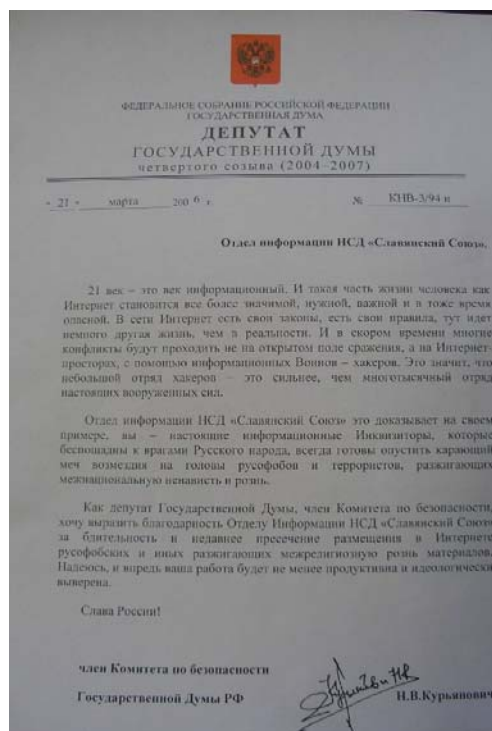 ФЕДЕРАЛЬНОЕ СОБРАНИЕ РОССИЙСКОЙ ФЕДЕРАЦИИ
ГОСУДАРСТВЕННАЯ ДУМА
ДЕПУТАТ
ГОСУДАРСТВЕННОЙ ДУМЫ
четвертого созыва (2004–2007)
« 21 » марта 200 6 г. № КНВ-3/94 н
Отдел информации НСД «Славянский Союз».
21 век – это век информационный. И такая часть жизни человека как
Интернет становится все более значимой, нужной, важной и в тоже время
опасной. В сети Интернет есть свои законы, есть свои правила, тут идет
немного другая жизнь, чем в реальности. И в скором времени многие
конфликты будут проходить не на открытом поле сражения, а на Интернет-
просторах, с помощью информационных Воинов – хакеров. Это значит, что
небольшой отряд хакеров – это сильнее, чем многотысячный отряд
настоящих вооруженных сил.
Отдел информации НСД «Славянский Союз» это доказывает на своем
примере, вы – настоящие информационные Инквизиторы, которые
беспощадны к врагами Русского народа, всегда готовы опустить карающий
меч возмездия на головы русофобов и террористов, разжигающих
межнациональную ненависть и рознь.
Как депутат Государственной Думы, член Комитета по безопасности,
хочу выразить благодарность Отделу Информации НСД «Славянский Союз»
за бдительность и недавнее пресечение размещения в Интернете
русофобских и иных разжигающих межрелигиозную рознь материалов.
Надеюсь, и впредь ваша работа будет не менее продуктивна и идеологически
выверена.
Слава России!
член Комитета по безопасности
Государственной Думы РФ Н.В.Курьянович